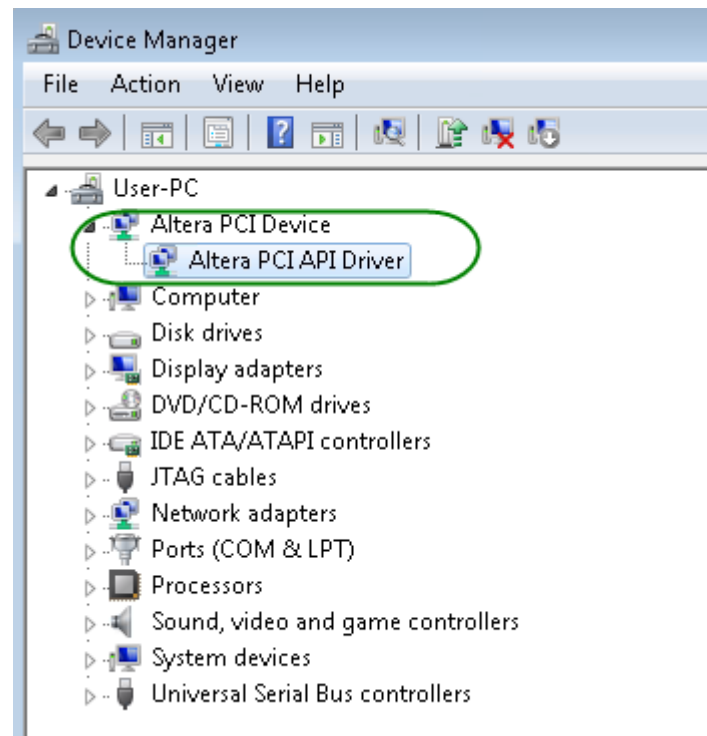 Device Manager
File Action View Help
User-PC
Altera PCI Device
Altera PCI API Driver
Computer
Disk drives
Display adapters
DVD/CD-ROM drives
IDE ATA/ATAPI controllers
JTAG cables
Network adapters
Ports (COM & LPT)
Processors
Sound, video and game controllers
System devices
Universal Serial Bus controllers